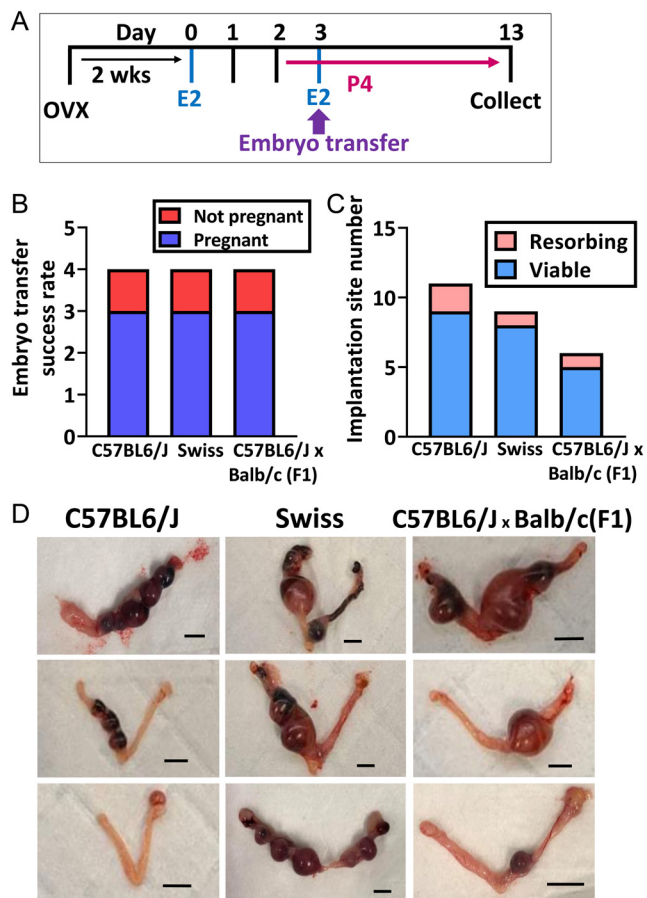 A
Day 0 1 2 3 13
2 wks
P4
OVX
E2
E2
Collect
Embryo transfer
B
Embryo transfer
success rate
5
4
3
2
1
0
Not pregnant
Pregnant
C57BL6/J
Swiss
C57BL6/J x
Balb/c (F1)
C
Implantation site number
15
10
5
0
Resorbing
Viable
C57BL6/J
Swiss
C57BL6/J x
Balb/c (F1)
D
C57BL6/J
Swiss
C57BL6/J x Balb/c(F1)